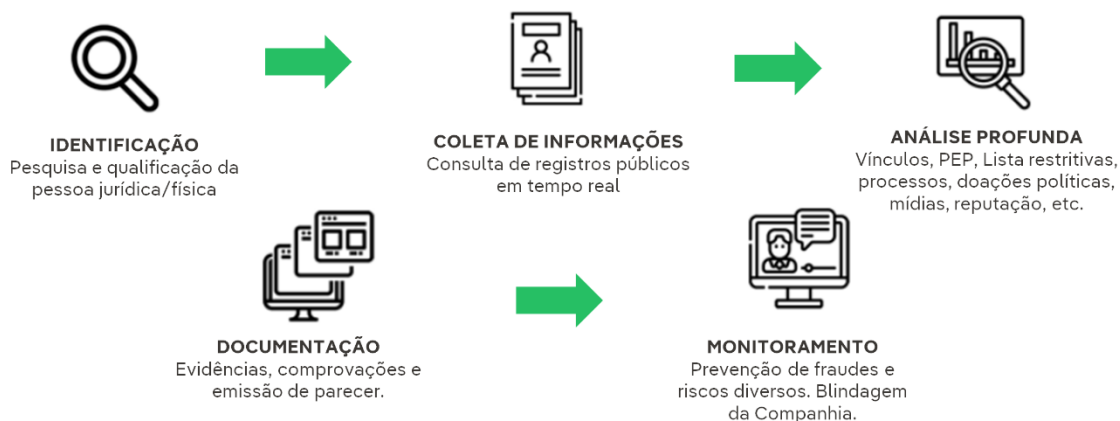 IDENTIFICAÇÃO
Pesquisa e qualificação da
pessoa jurídica/física
COLETA DE INFORMAÇÕES
Consulta de registros públicos
em tempo real
ANÁLISE PROFUNDA
Vínculos, PEP, Lista restritivas,
processos, doações políticas,
mídias, reputação, etc.
DOCUMENTAÇÃO
Evidências, comprovações e
emissão de parecer.
MONITORAMENTO
Prevenção de fraudes e
riscos diversos. Blindagem
da Companhia.